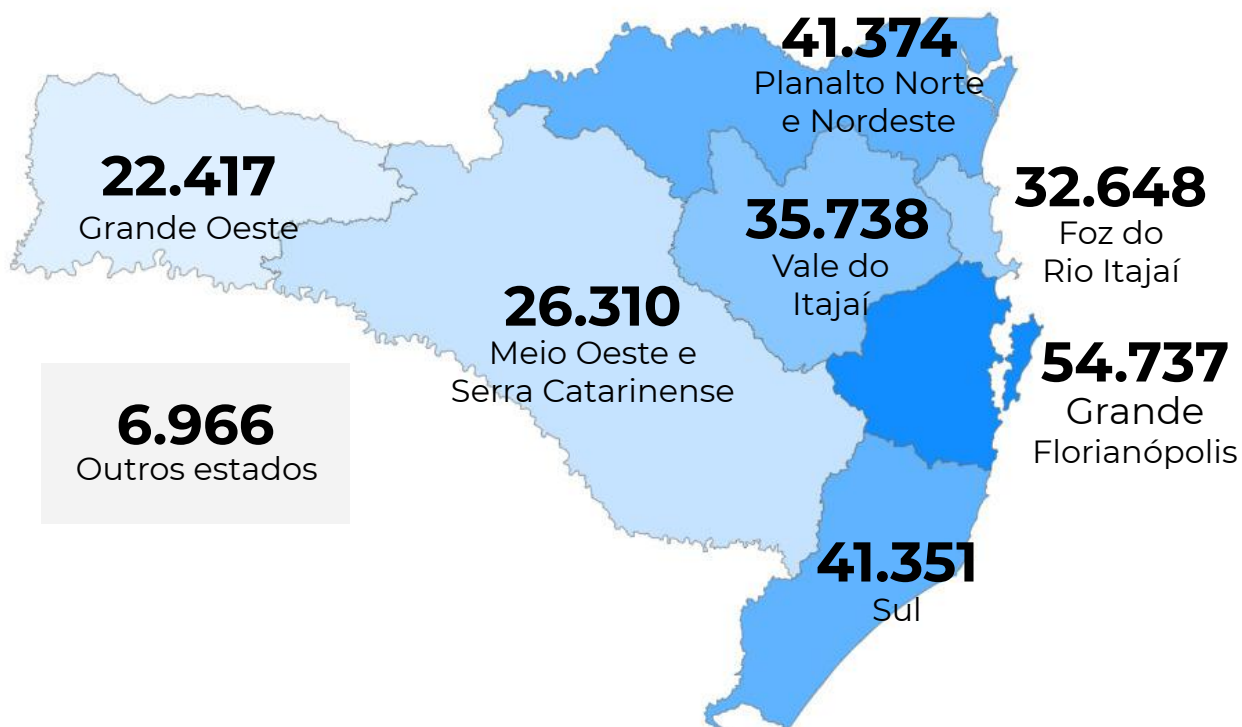 41.374
Planalto Norte
e Nordeste
22.417
Grande Oeste
32.648
Foz do
Rio Itajaí
35.738
Vale do
Itajaí
26.310
Meio Oeste e
Serra Catarinense
54.737
Grande
Florianópolis
6.966
Outros estados
41.351
Sul